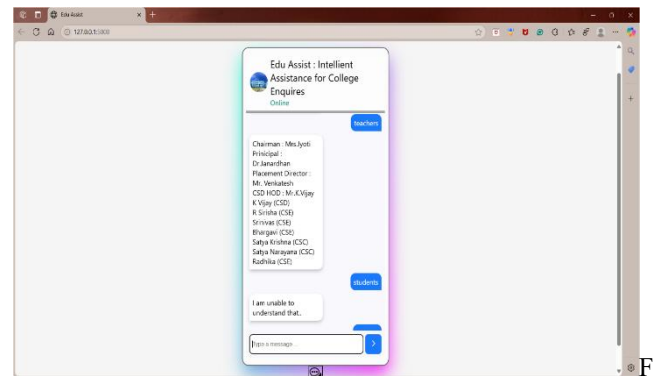 Edu Assist
127.0.0.1:5000
Edu Assist : Intellient
Assistance for College
Enquires
Online
teachers
Chairman : Mrs.Jyoti
Prinicipal :
Dr.Janardhan
Placement Director :
Mr. Venkatesh
CSD HOD : Mr.K.Vijay
K Vijay (CSD)
R Sirisha (CSE)
Srinivas (CSE)
Bhargavi (CSE)
Satya Krishna (CSC)
Satya Narayana (CSC)
Radhika (CSE)
students
I am unable to
understand that..
Type a message...
F